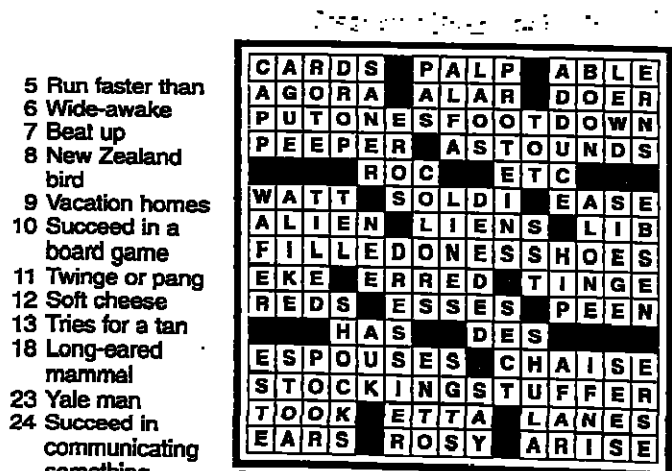 5 Run faster than
6 Wide-awake
7 Beat up
8 New Zealand
bird
9 Vacation homes
10 Succeed in a
board game
11 Twinge or pang
12 Soft cheese
13 Tries for a tan
18 Long-eared
mammal
23 Yale man
24 Succeed in
communicating
something
CARDS PALP ABLE
AGORA ALAR DOER
PUTONESFOOTDOWN
PEEPER ASTOUNDS
ROC ETC
WATT SOLDI EASE
ALIEN LIENS LIB
FILLEDONESSHOES
EKE ERRED TINGE
REDS ESSES PEEN
HAS DES
ESPOUSES CHAISE
STOCKINGSTUFFER
TOOK ETTA LANES
EARS ROSY ARISE